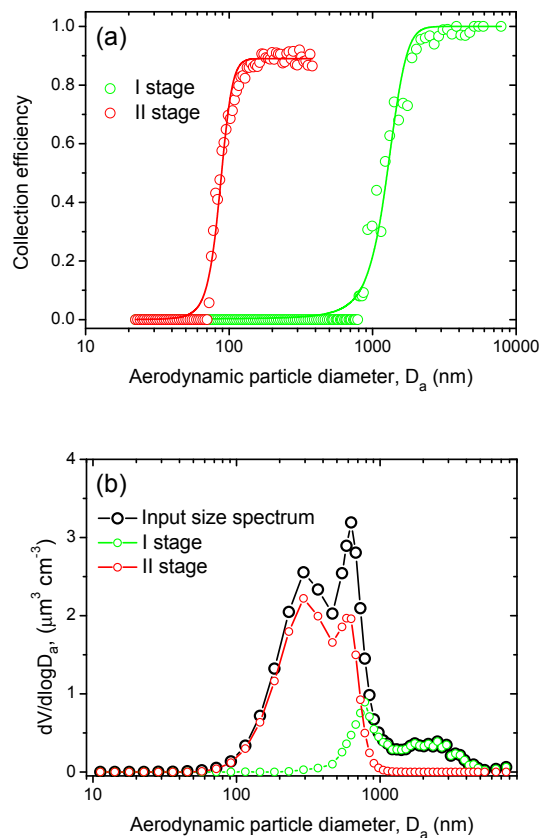 (a)
I stage
II stage
Collection efficiency
1.0
0.8
0.6
0.4
0.2
0.0
10
100
1000
10000
Aerodynamic particle diameter, Dₐ (nm)
(b)
Input size spectrum
I stage
II stage
dV/dlogDₐ, (μm³ cm⁻³)
4
3
2
1
0
10
100
1000
Aerodynamic particle diameter, Dₐ (nm)